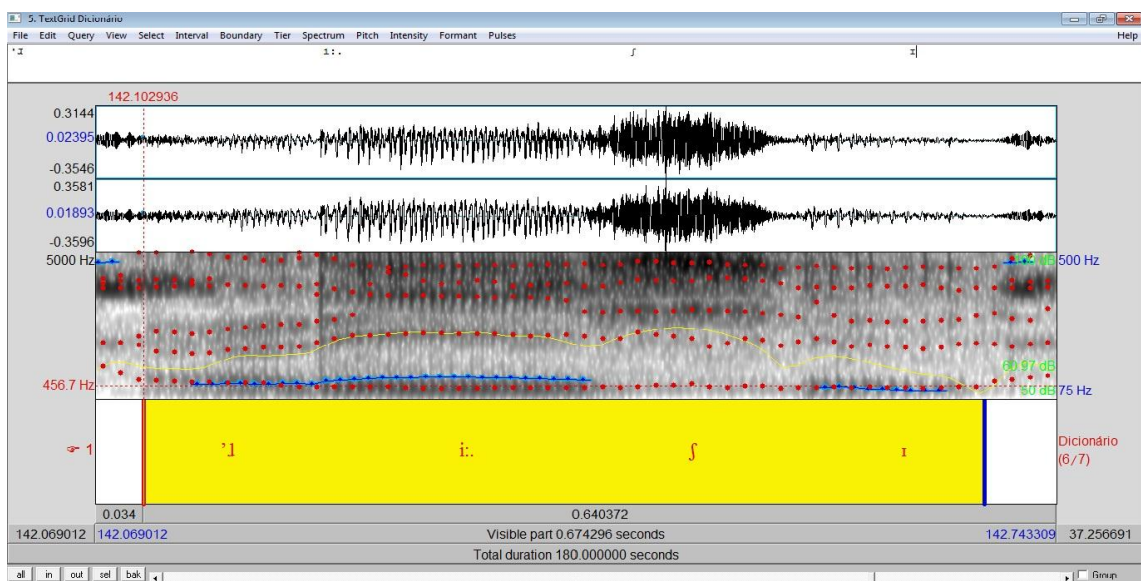 5. TextGrid Dicionário
File Edit Query View Select Interval Boundary Tier Spectrum Pitch Intensity Formant Pulses Help
ɪː. ʃ ɪ
142.102936
0.3144
0.02395
-0.3546
0.3581
0.01893
-0.3596
5000 Hz 500 Hz
456.7 Hz 60.97 dB
50 dB 75 Hz
☞ 1 iː. ʃ ɪ Dicionário
(6/7)
0.034 0.640372
142.069012 142.069012 Visible part 0.674296 seconds 142.743309 37.256691
Total duration 180.000000 seconds
all in out sel bak Group